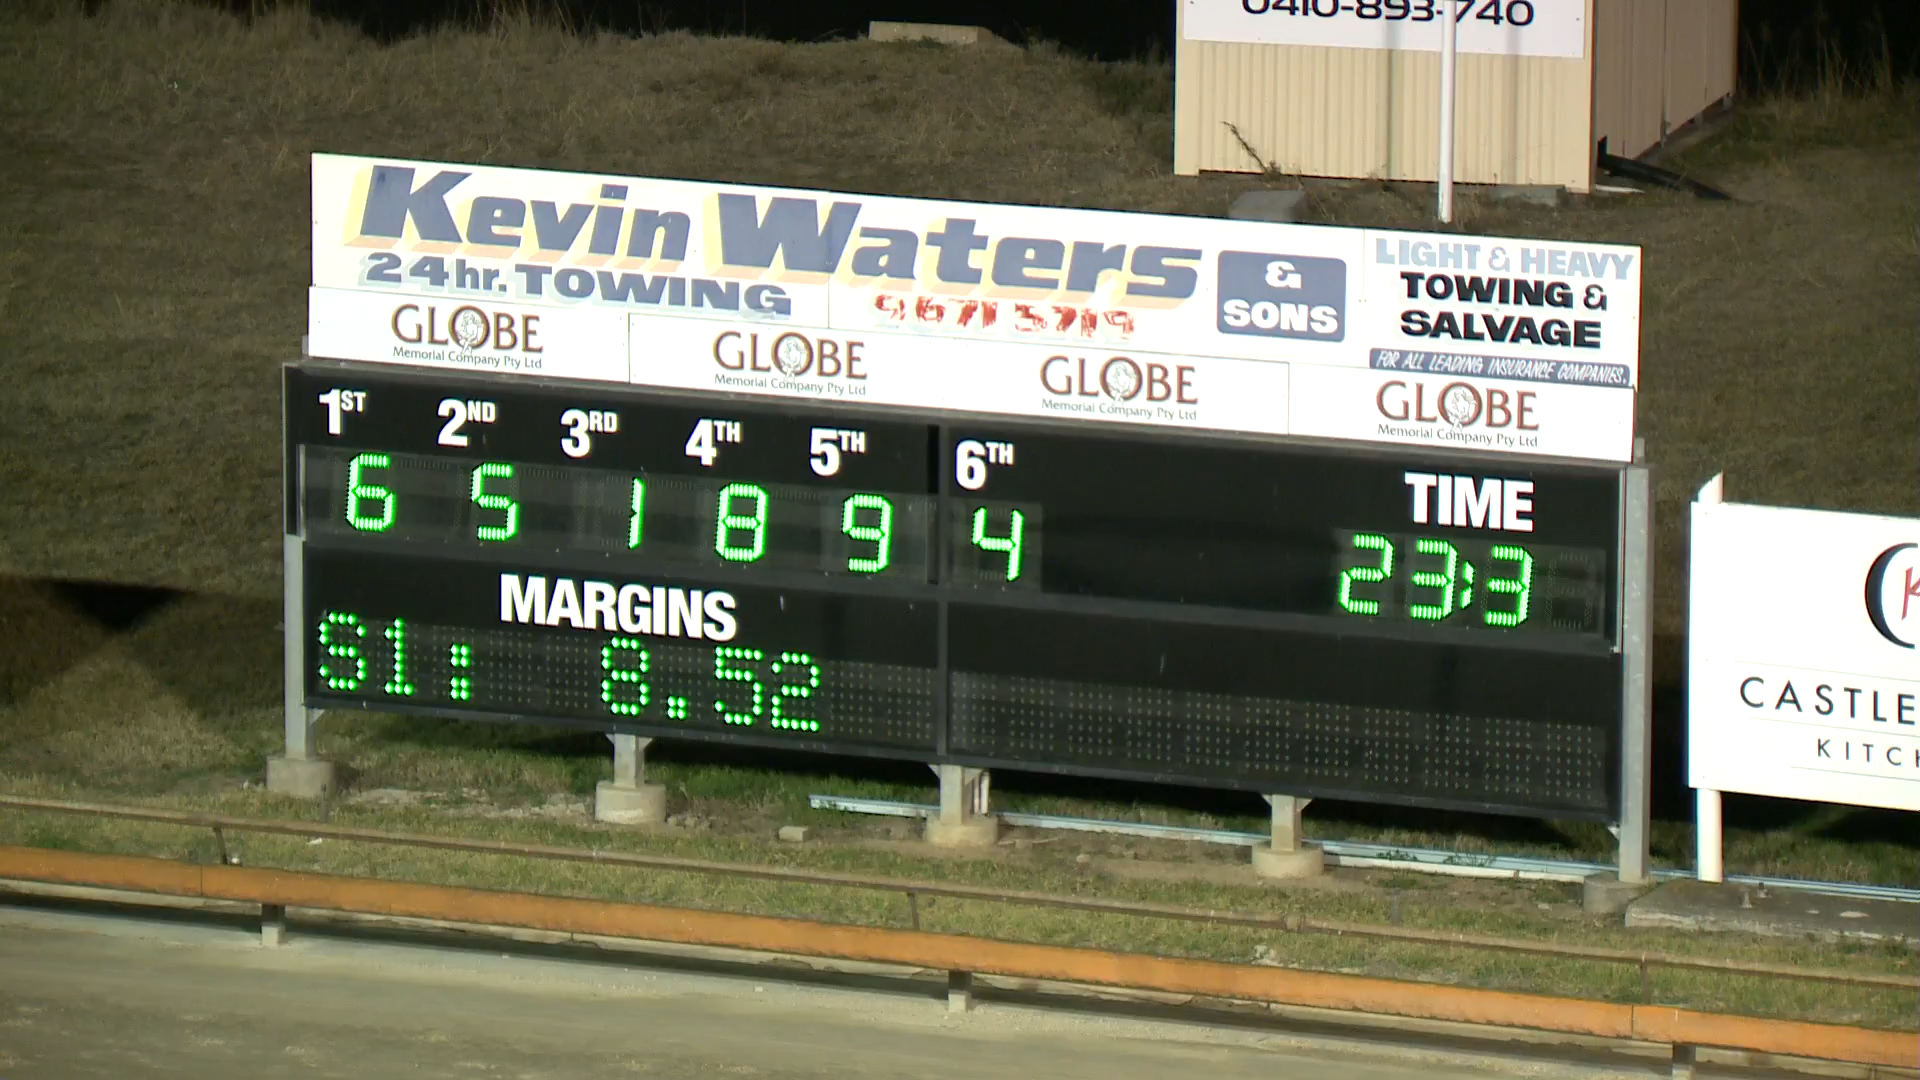 0410-893-740
Kevin Waters
24hr. TOWING
9671 5719
& SONS
LIGHT & HEAVY
TOWING &
SALVAGE
FOR ALL LEADING INSURANCE COMPANIES.
GLOBE
Memorial Company Pty Ltd
GLOBE
Memorial Company Pty Ltd
GLOBE
Memorial Company Pty Ltd
GLOBE
Memorial Company Pty Ltd
1ST 2ND 3RD 4TH 5TH 6TH TIME
6 5 1 8 9 4 23:3
MARGINS
S1: 8.52
CASTLE
KITCH